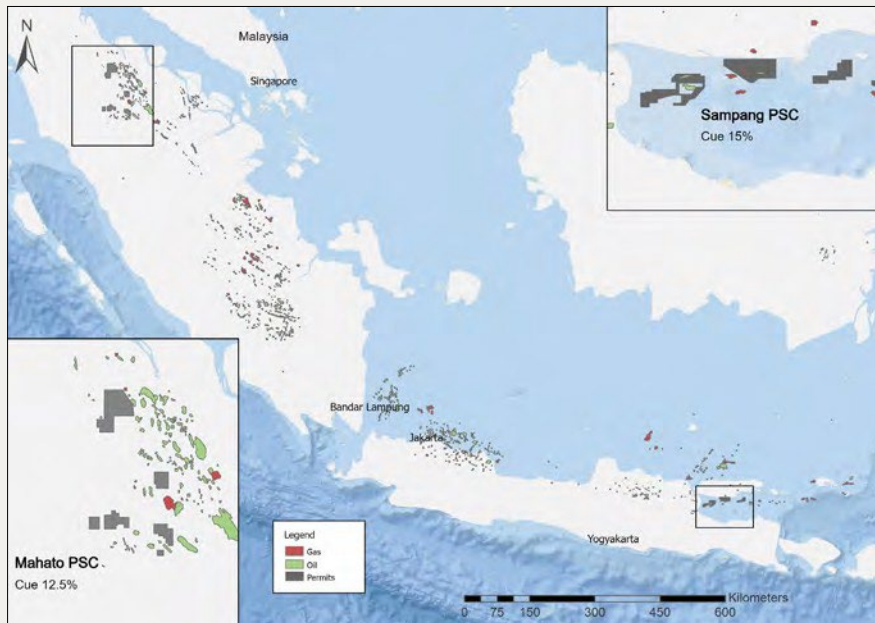 N
Malaysia
Singapore
Sampang PSC
Cue 15%
Bandar Lampung
Jakarta
Yogyakarta
Mahato PSC
Cue 12.5%
Legend
Gas
Oil
Permits
Kilometers
0 75 150 300 450 600